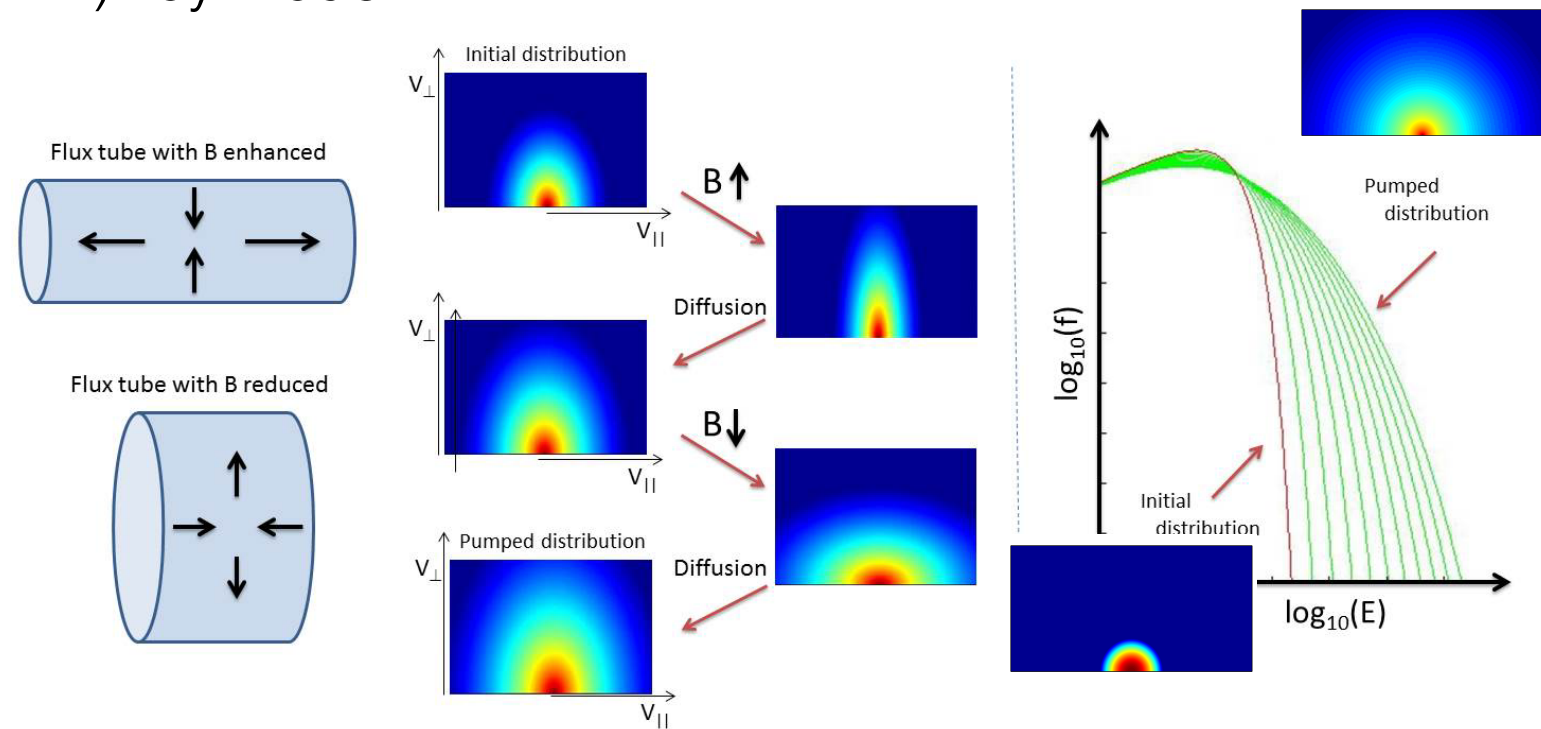 Flux tube with B enhanced
Flux tube with B reduced
Initial distribution
V⊥
V||
B
Diffusion
V⊥
V||
B
Pumped distribution
Diffusion
V⊥
V||
log10(f)
Pumped
distribution
Initial
distribution
log10(E)